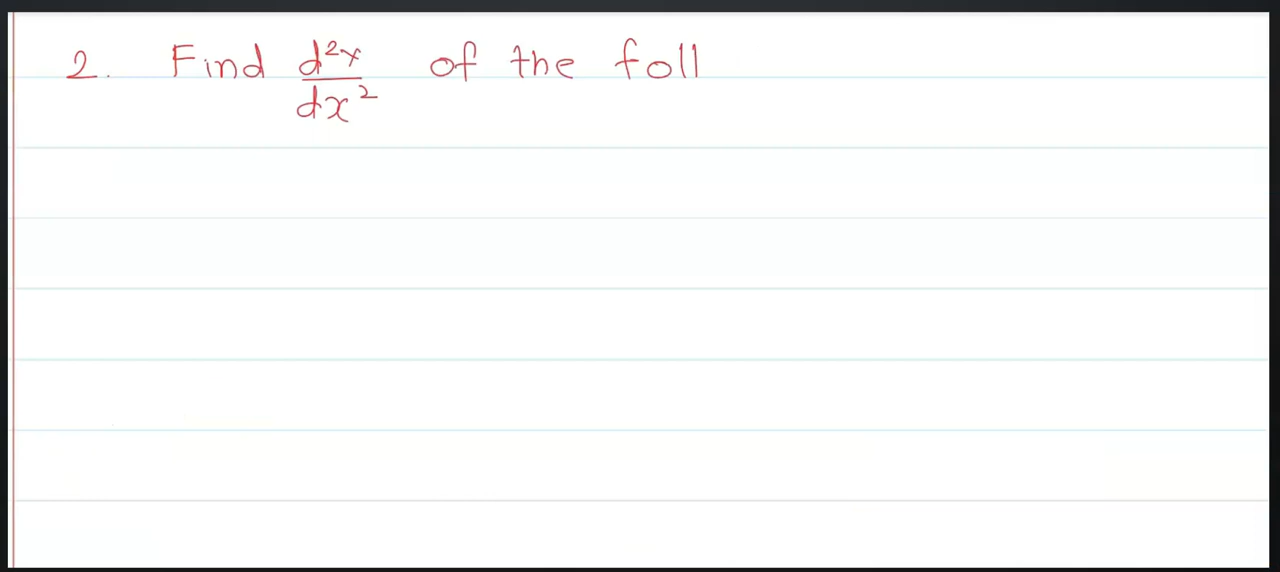 2. Find d²y/dx² of the foll